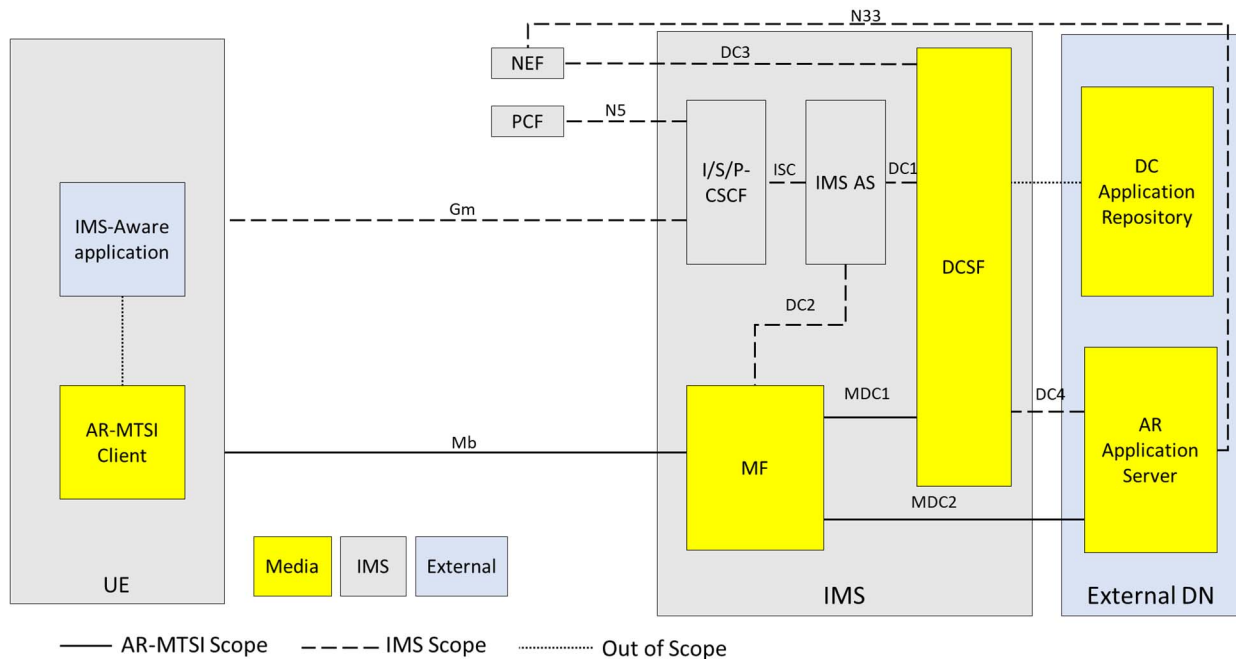 N33
NEF
DC3
PCF
N5
I/S/P-
CSCF
ISC
IMS AS
DC1
DCSF
DC
Application
Repository
IMS-Aware
application
Gm
DC2
AR-MTSI
Client
Mb
MF
MDC1
DC4
AR
Application
Server
MDC2
Media
IMS
External
UE
IMS
External DN
AR-MTSI Scope
IMS Scope
Out of Scope